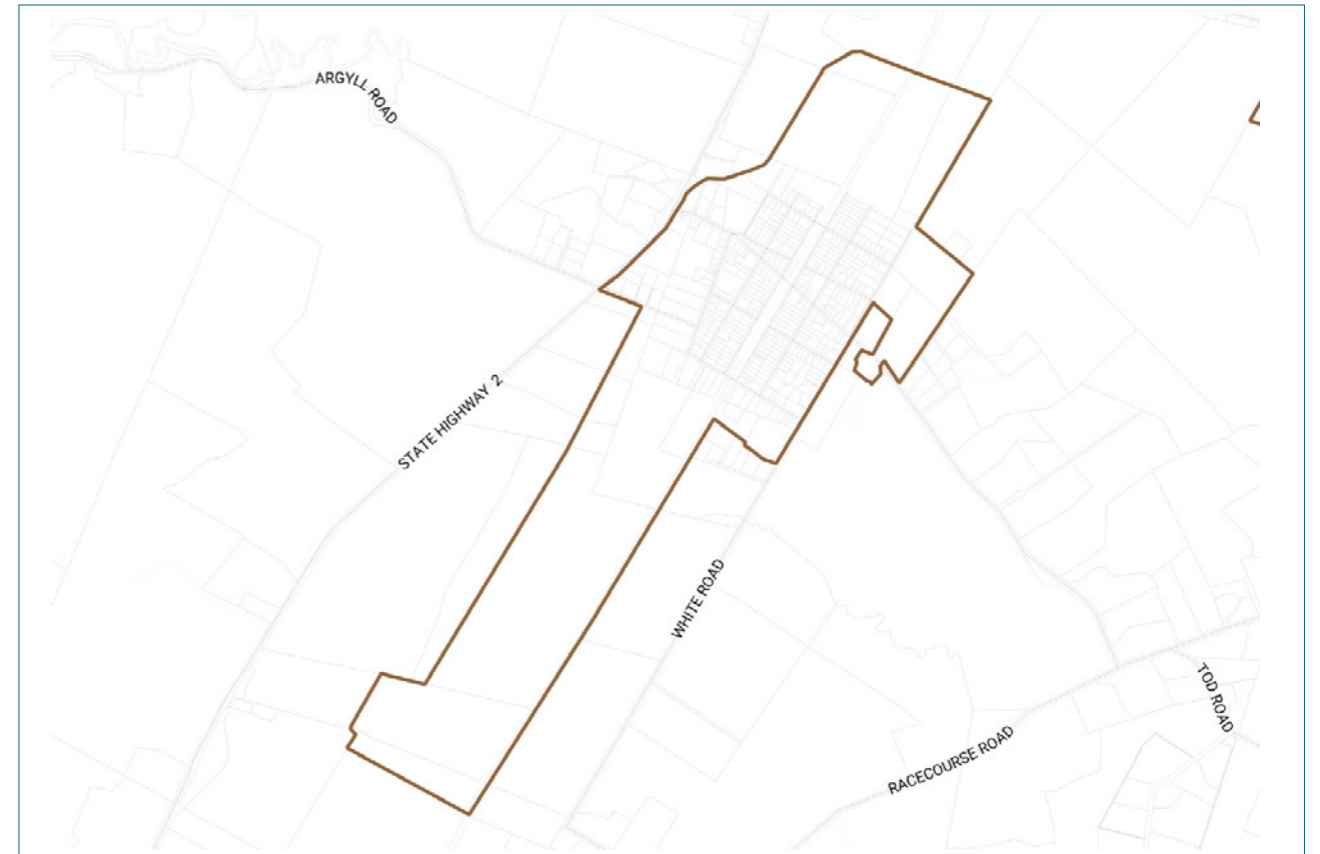 ARGYLL ROAD
STATE HIGHWAY 2
WHITE ROAD
TOD ROAD
RACECOURSE ROAD